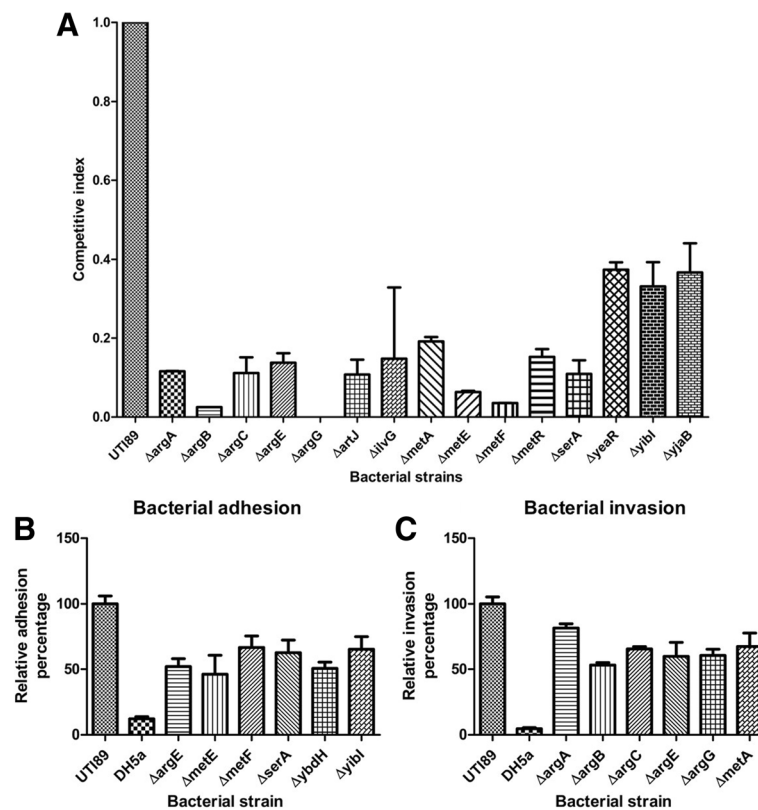 A
Competitive index
1.0
0.8
0.6
0.4
0.2
0.0
UTI89
ΔargA
ΔargB
ΔargC
ΔargE
ΔargG
ΔartJ
ΔilvG
ΔmetA
ΔmetE
ΔmetF
ΔmetR
ΔserA
ΔyeaR
ΔyibI
ΔyjaB
Bacterial strains
B
Bacterial adhesion
Relative adhesion
percentage
150
100
50
0
UTI89
DH5a
ΔargE
ΔmetE
ΔmetF
ΔserA
ΔybdH
ΔyibI
Bacterial strain
C
Bacterial invasion
Relative invasion
percentage
150
100
50
0
UTI89
DH5a
ΔargA
ΔargB
ΔargC
ΔargE
ΔargG
ΔmetA
Bacterial strain